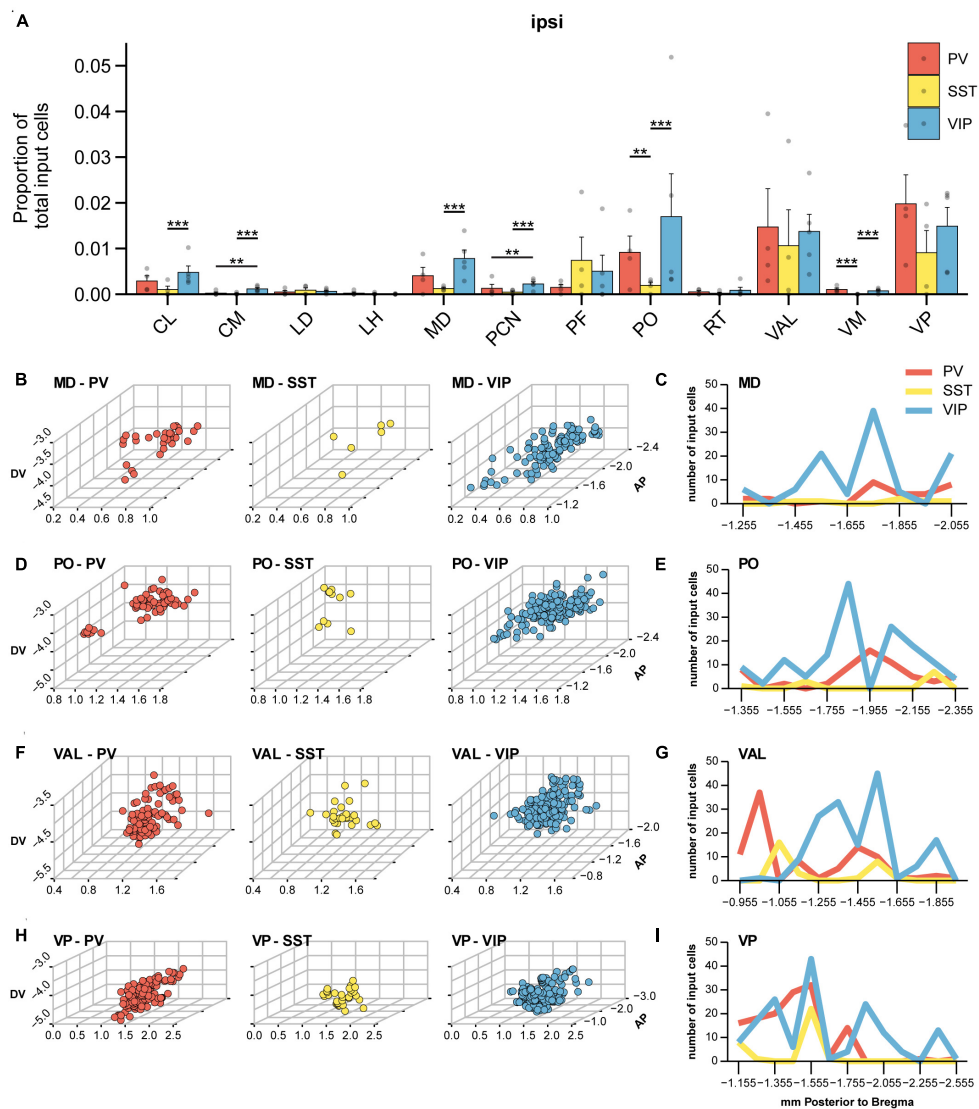 A
ipsi
Proportion of
total input cells
0.05
0.04
0.03
0.02
0.01
0.00
PV
SST
VIP
***
***
**
***
***
**
**
***
***
***
CL
CM
LD
LH
MD
PCN
PF
PO
RT
VAL
VM
VP
B
MD - PV
MD - SST
MD - VIP
DV
−3.0
−3.5
−4.0
−4.5
0.2 0.4 0.6 0.8 1.0
0.2 0.4 0.6 0.8 1.0
0.2 0.4 0.6 0.8 1.0
−2.4
−2.0
−1.6
−1.2
AP
C
MD
PV
SST
VIP
number of input cells
50
40
30
20
10
0
−1.255 −1.455 −1.655 −1.855 −2.055
D
PO - PV
PO - SST
PO - VIP
DV
−3.0
−4.0
−5.0
0.8 1.0 1.2 1.4 1.6 1.8
0.8 1.0 1.2 1.4 1.6 1.8
0.8 1.0 1.2 1.4 1.6 1.8
−2.4
−2.0
−1.6
−1.2
AP
E
PO
number of input cells
50
40
30
20
10
0
−1.355 −1.555 −1.755 −1.955 −2.155 −2.355
F
VAL - PV
VAL - SST
VAL - VIP
DV
−3.5
−4.5
−5.5
0.4 0.8 1.2 1.6
0.4 0.8 1.2 1.6
0.4 0.8 1.2 1.6
−2.0
−1.6
−1.2
−0.8
AP
G
VAL
number of input cells
50
40
30
20
10
0
−0.955 −1.055 −1.255 −1.455 −1.655 −1.855
H
VP - PV
VP - SST
VP - VIP
DV
−3.0
−4.0
−5.0
0.0 0.5 1.0 1.5 2.0 2.5
0.0 0.5 1.0 1.5 2.0 2.5
0.0 0.5 1.0 1.5 2.0 2.5
−3.0
−2.0
−1.0
AP
I
VP
number of input cells
50
40
30
20
10
0
−1.155 −1.355 −1.555 −1.755 −2.055 −2.255 −2.555
mm Posterior to Bregma